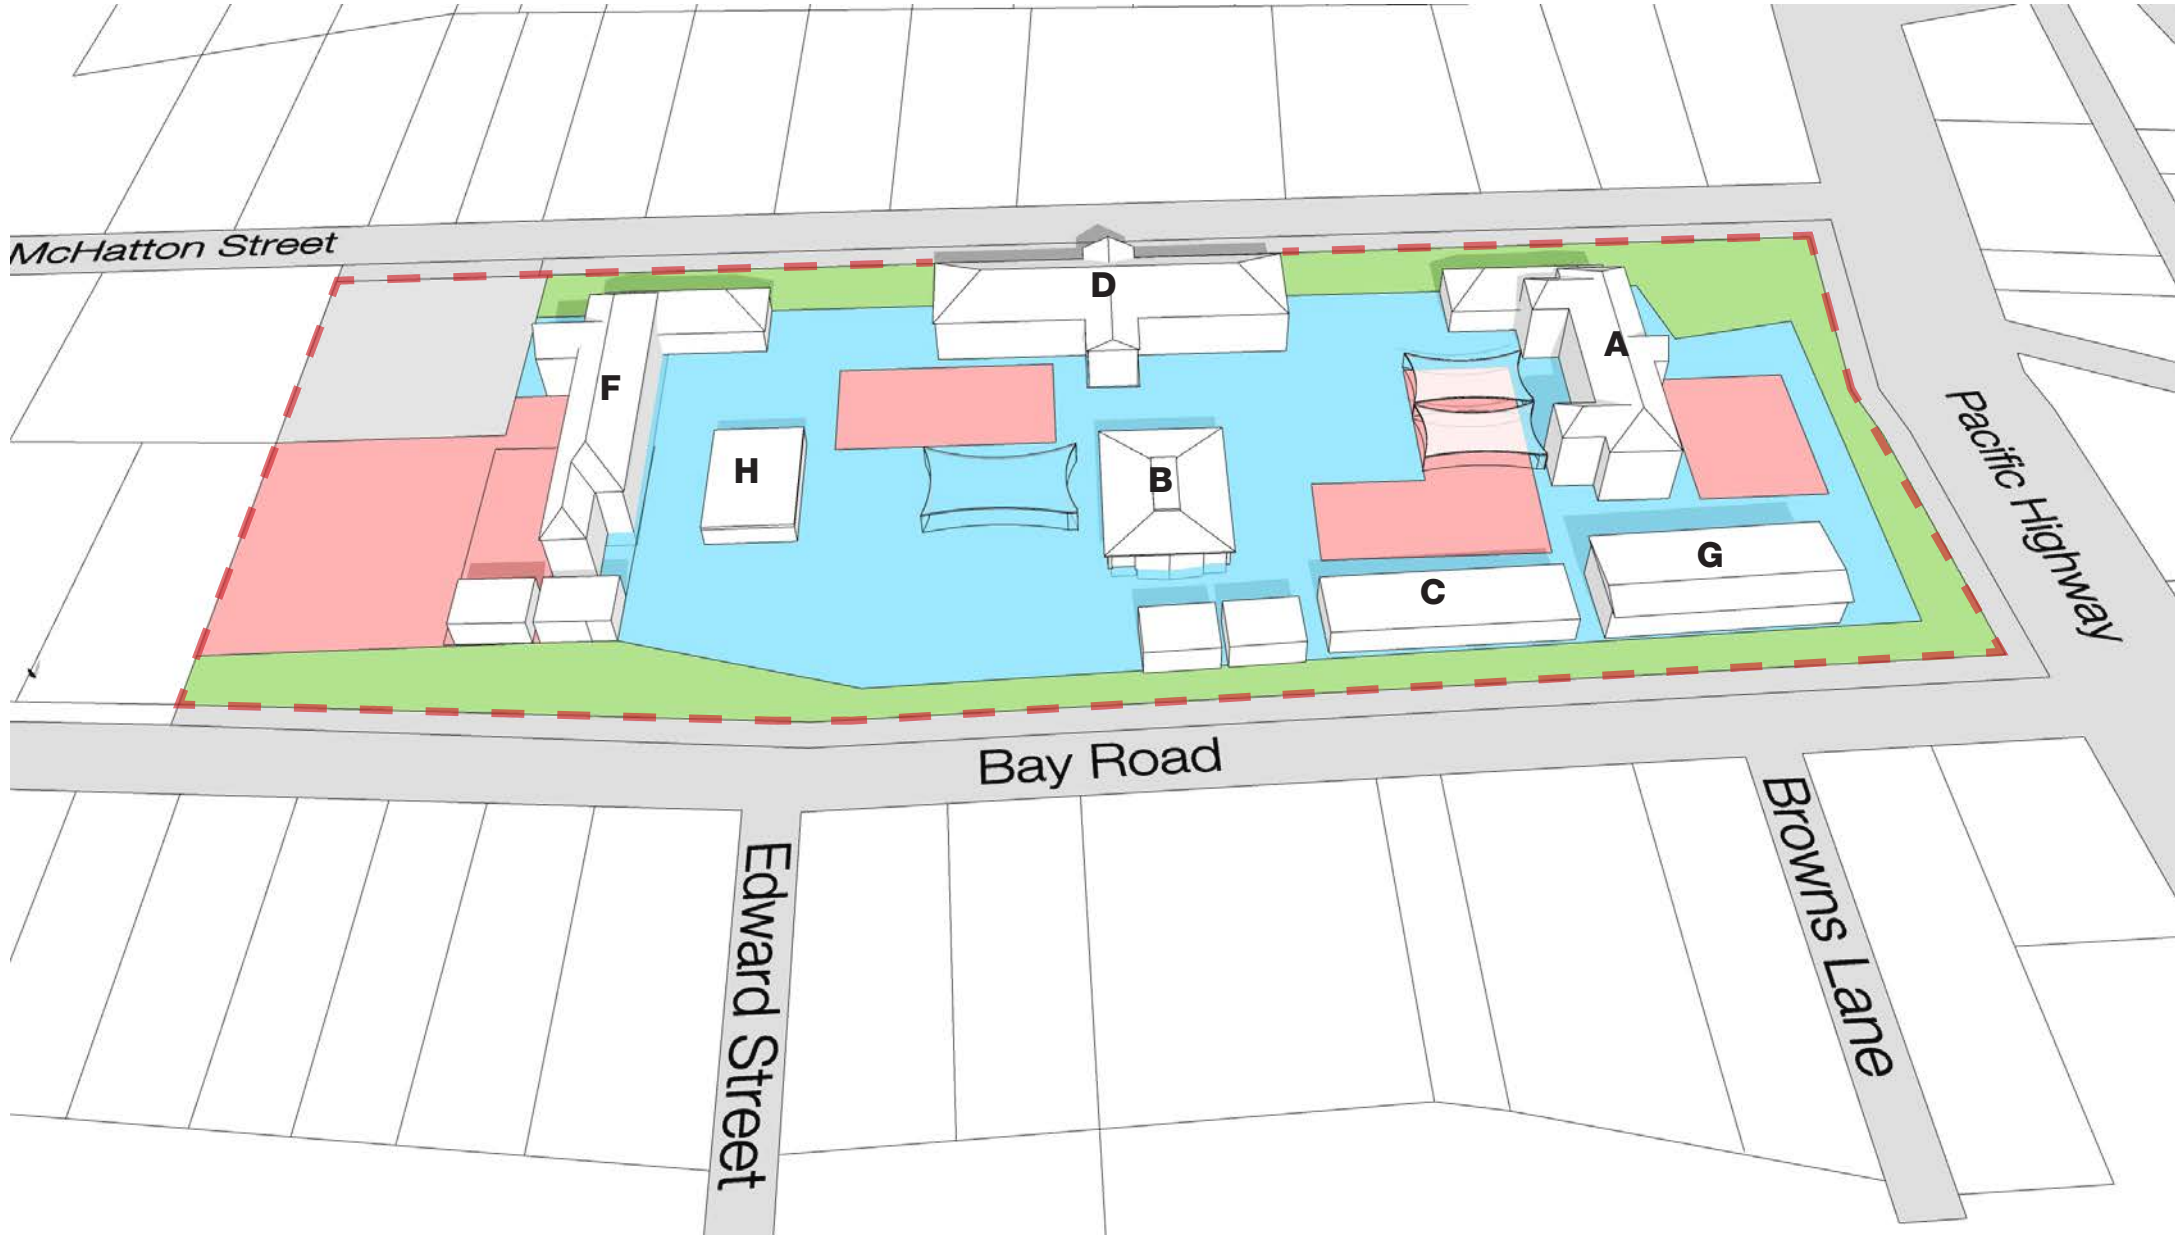 McHatton Street
D
A
F
H
B
G
C
Pacific Highway
Bay Road
Browns Lane
Edward Street